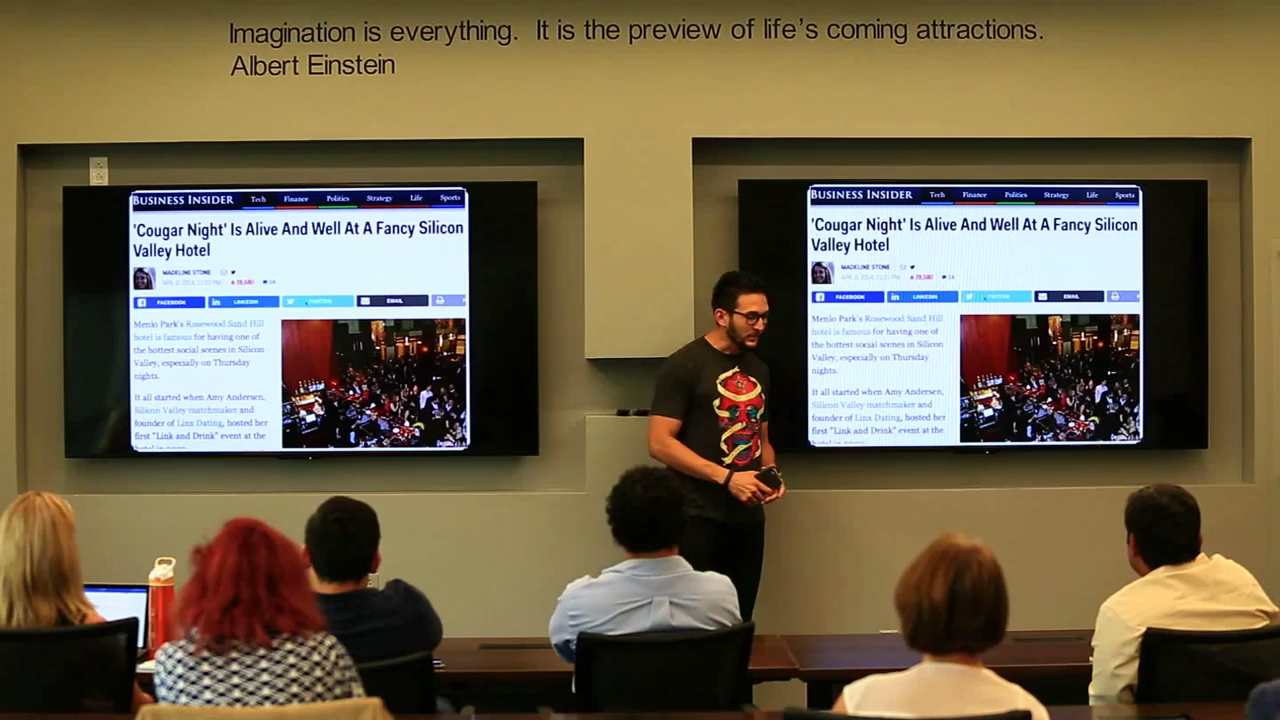 Imagination is everything. It is the preview of life's coming attractions.
Albert Einstein
BUSINESS INSIDER Tech Finance Politics Strategy Life Sports
'Cougar Night' Is Alive And Well At A Fancy Silicon
Valley Hotel
MADELINE STONE
FACEBOOK LINKEDIN TWITTER EMAIL
Menlo Park's Rosewood Sand Hill
hotel is famous for having one of
the hottest social scenes in Silicon
Valley, especially on Thursday
nights.
It all started when Amy Andersen,
Silicon Valley matchmaker and
founder of Linx Dating, hosted her
first "Link and Drink" event at the
BUSINESS INSIDER Tech Finance Politics Strategy Life Sports
'Cougar Night' Is Alive And Well At A Fancy Silicon
Valley Hotel
MADELINE STONE
FACEBOOK LINKEDIN TWITTER EMAIL
Menlo Park's Rosewood Sand Hill
hotel is famous for having one of
the hottest social scenes in Silicon
Valley, especially on Thursday
nights.
It all started when Amy Andersen,
Silicon Valley matchmaker and
founder of Linx Dating, hosted her
first "Link and Drink" event at the